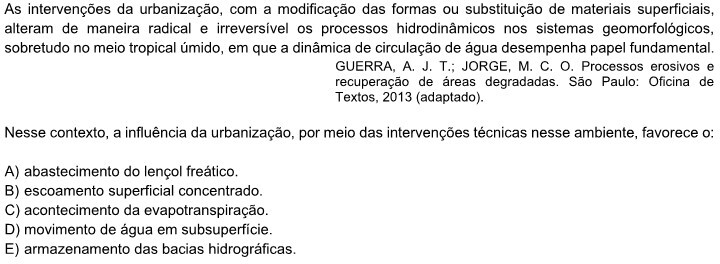 As intervenções da urbanização, com a modificação das formas ou substituição de materiais superficiais,
alteram de maneira radical e irreversível os processos hidrodinâmicos nos sistemas geomorfológicos,
sobretudo no meio tropical úmido, em que a dinâmica de circulação de água desempenha papel fundamental.
GUERRA, A. J. T.; JORGE, M. C. O. Processos erosivos e
recuperação de áreas degradadas. São Paulo: Oficina de
Textos, 2013 (adaptado).
Nesse contexto, a influência da urbanização, por meio das intervenções técnicas nesse ambiente, favorece o:
A) abastecimento do lençol freático.
B) escoamento superficial concentrado.
C) acontecimento da evapotranspiração.
D) movimento de água em subsuperfície.
E) armazenamento das bacias hidrográficas.